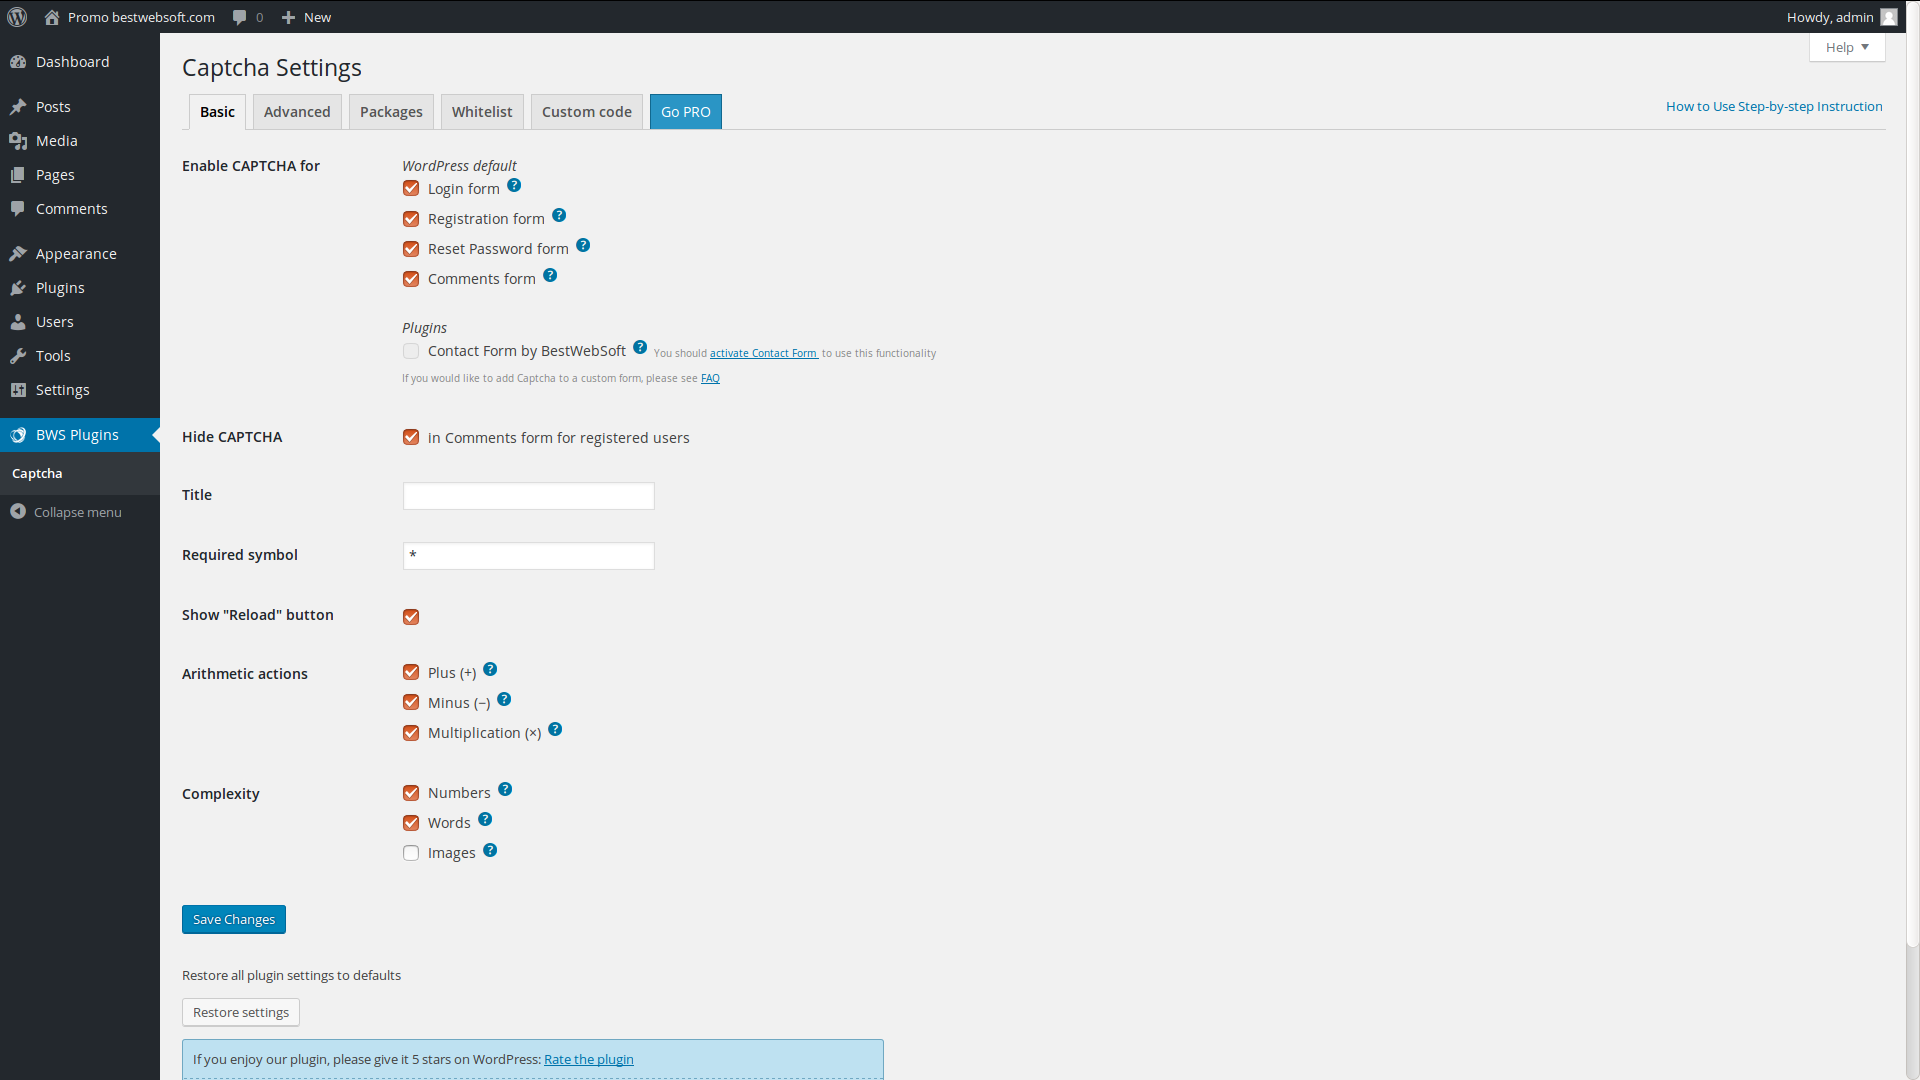 Promo bestwebsoft.com 0 New Howdy, admin
Help
Dashboard
Posts
Media
Pages
Comments
Appearance
Plugins
Users
Tools
Settings
BWS Plugins
Captcha
Collapse menu
Captcha Settings
Basic Advanced Packages Whitelist Custom code Go PRO
How to Use Step-by-step Instruction
Enable CAPTCHA for
WordPress default
Login form ?
Registration form ?
Reset Password form ?
Comments form ?
Plugins
Contact Form by BestWebSoft ? You should activate Contact Form to use this functionality
If you would like to add Captcha to a custom form, please see FAQ
Hide CAPTCHA
in Comments form for registered users
Title
Required symbol
*
Show "Reload" button
Arithmetic actions
Plus (+) ?
Minus (−) ?
Multiplication (×) ?
Complexity
Numbers ?
Words ?
Images ?
Save Changes
Restore all plugin settings to defaults
Restore settings
If you enjoy our plugin, please give it 5 stars on WordPress: Rate the plugin